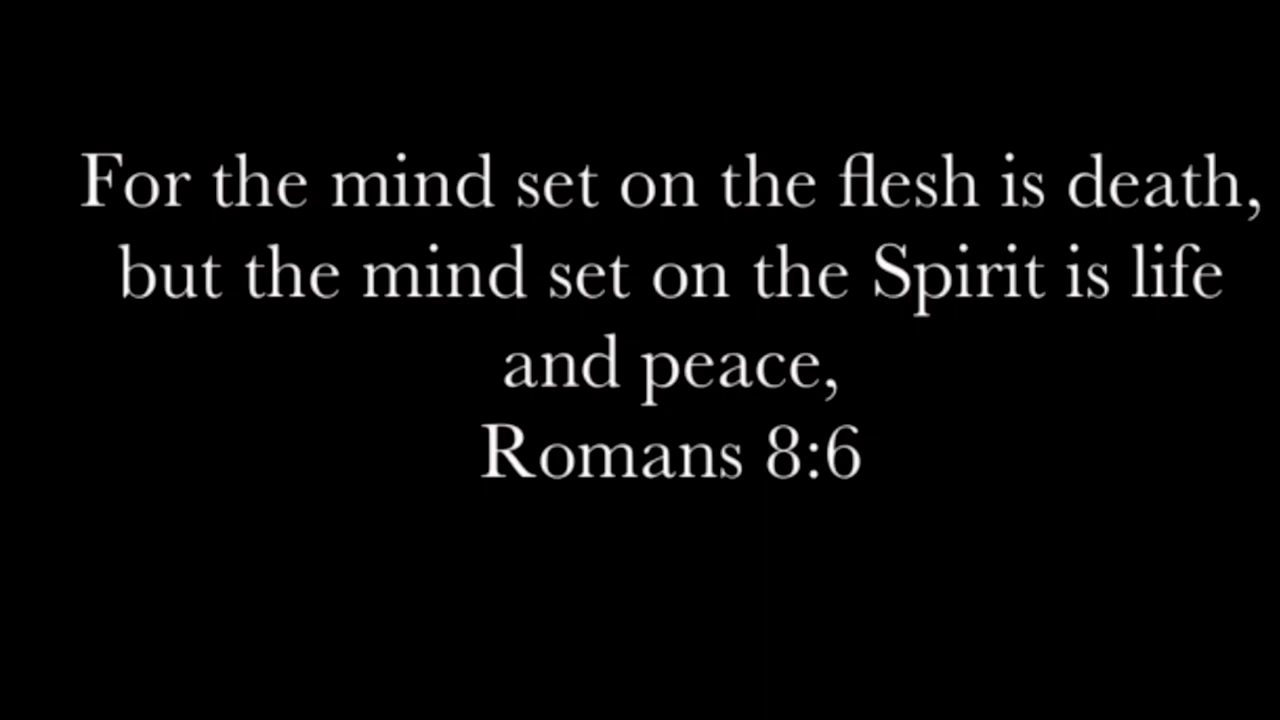 For the mind set on the flesh is death,
but the mind set on the Spirit is life
and peace,
Romans 8:6